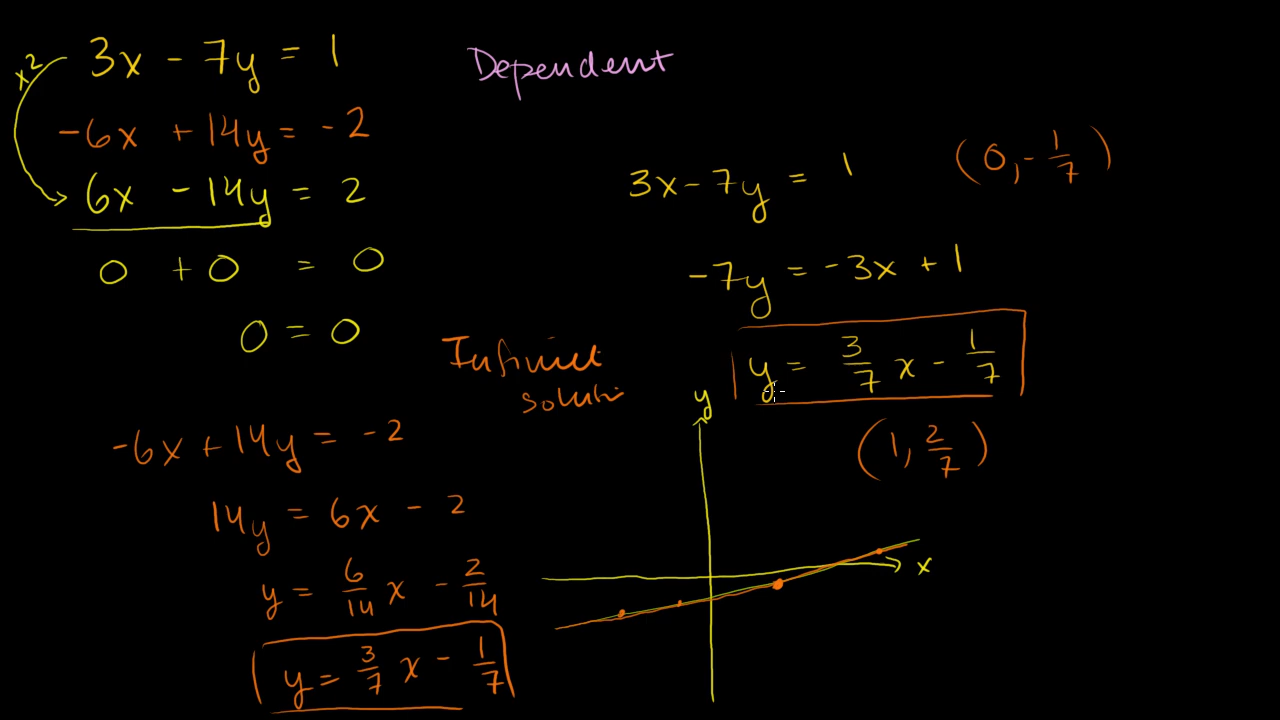 x2
3x - 7y = 1
-6x + 14y = -2
6x - 14y = 2
0 + 0 = 0
0 = 0
Dependent
3x - 7y = 1
(0, -1/7)
-7y = -3x + 1
y = 3/7 x - 1/7
(1, 2/7)
-6x + 14y = -2
14y = 6x - 2
y = 6/14 x - 2/14
y = 3/7 x - 1/7
y
x